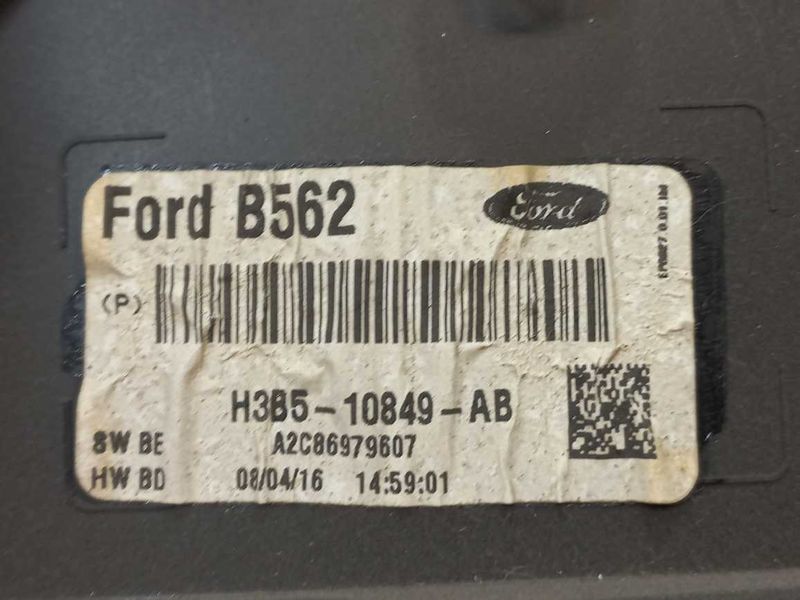 Ford B562
Ford
(P)
H3B5-10849-AB
A2C86979607
SW BE
HW BD 08/04/16 14:59:01